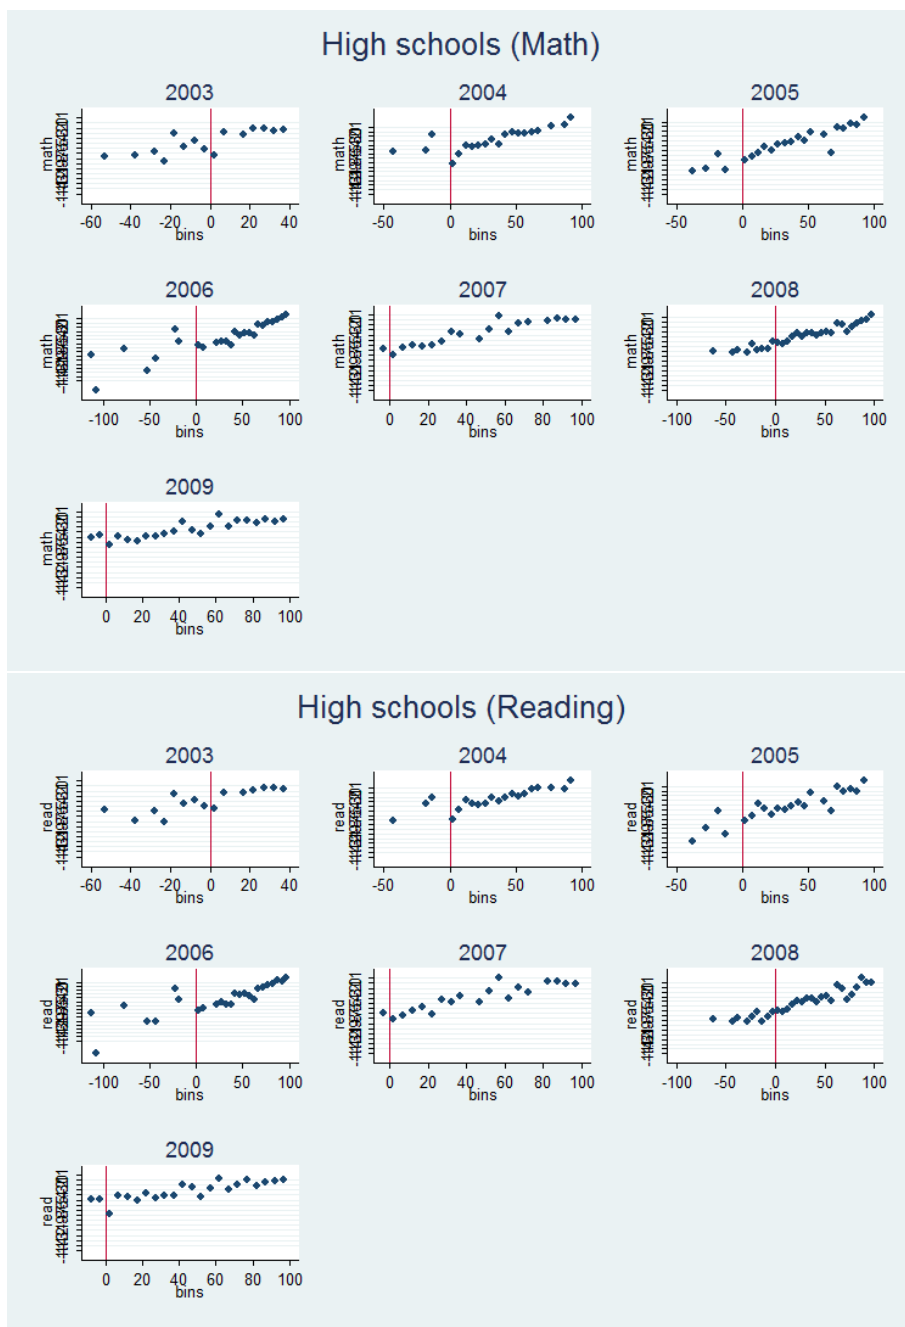 High schools (Math)
2003
2004
2005
math
math
math
-60 -40 -20 0 20 40
-50 0 50 100
-50 0 50 100
bins
bins
bins
2006
2007
2008
math
math
math
-100 -50 0 50 100
0 20 40 60 80 100
-100 -50 0 50 100
bins
bins
bins
2009
math
0 20 40 60 80 100
bins
High schools (Reading)
2003
2004
2005
read
read
read
-60 -40 -20 0 20 40
-50 0 50 100
-50 0 50 100
bins
bins
bins
2006
2007
2008
read
read
read
-100 -50 0 50 100
0 20 40 60 80 100
-100 -50 0 50 100
bins
bins
bins
2009
read
0 20 40 60 80 100
bins